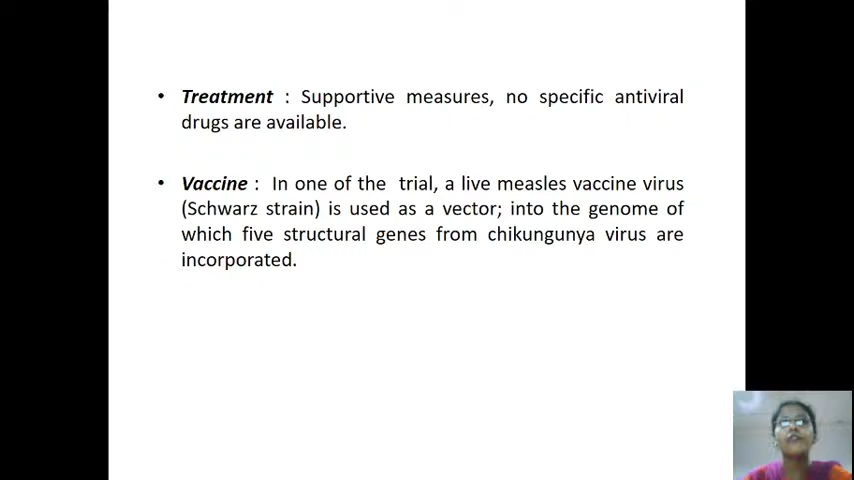 • Treatment : Supportive measures, no specific antiviral
drugs are available.
• Vaccine : In one of the trial, a live measles vaccine virus
(Schwarz strain) is used as a vector; into the genome of
which five structural genes from chikungunya virus are
incorporated.